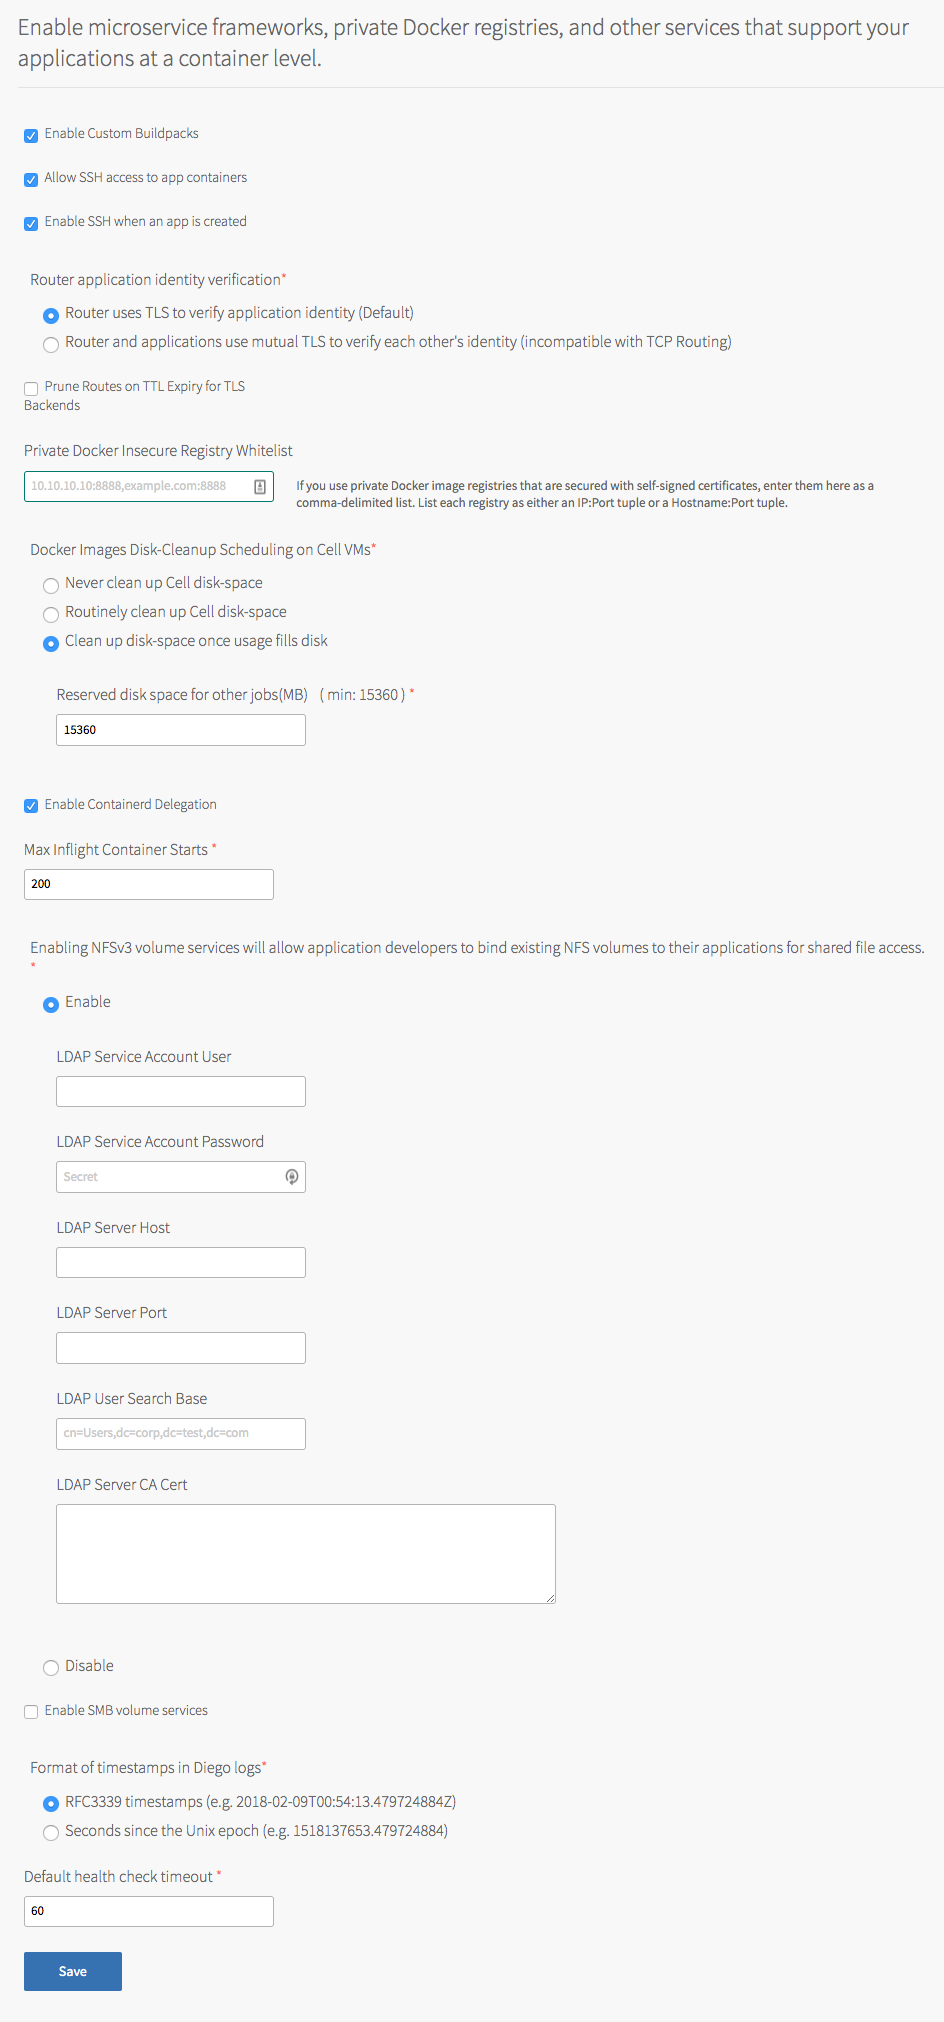 Enable microservice frameworks, private Docker registries, and other services that support your
applications at a container level.
Enable Custom Buildpacks
Allow SSH access to app containers
Enable SSH when an app is created
Router application identity verification*
Router uses TLS to verify application identity (Default)
Router and applications use mutual TLS to verify each other's identity (incompatible with TCP Routing)
Prune Routes on TTL Expiry for TLS
Backends
Private Docker Insecure Registry Whitelist
10.10.10.10:8888,example.com:8888
If you use private Docker image registries that are secured with self-signed certificates, enter them here as a
comma-delimited list. List each registry as either an IP:Port tuple or a Hostname:Port tuple.
Docker Images Disk-Cleanup Scheduling on Cell VMs*
Never clean up Cell disk-space
Routinely clean up Cell disk-space
Clean up disk-space once usage fills disk
Reserved disk space for other jobs(MB) ( min: 15360 ) *
15360
Enable Containerd Delegation
Max Inflight Container Starts *
200
Enabling NFSv3 volume services will allow application developers to bind existing NFS volumes to their applications for shared file access.
*
Enable
LDAP Service Account User
LDAP Service Account Password
Secret
LDAP Server Host
LDAP Server Port
LDAP User Search Base
cn=Users,dc=corp,dc=test,dc=com
LDAP Server CA Cert
Disable
Enable SMB volume services
Format of timestamps in Diego logs*
RFC3339 timestamps (e.g. 2018-02-09T00:54:13.479724884Z)
Seconds since the Unix epoch (e.g. 1518137653.479724884)
Default health check timeout *
60
Save